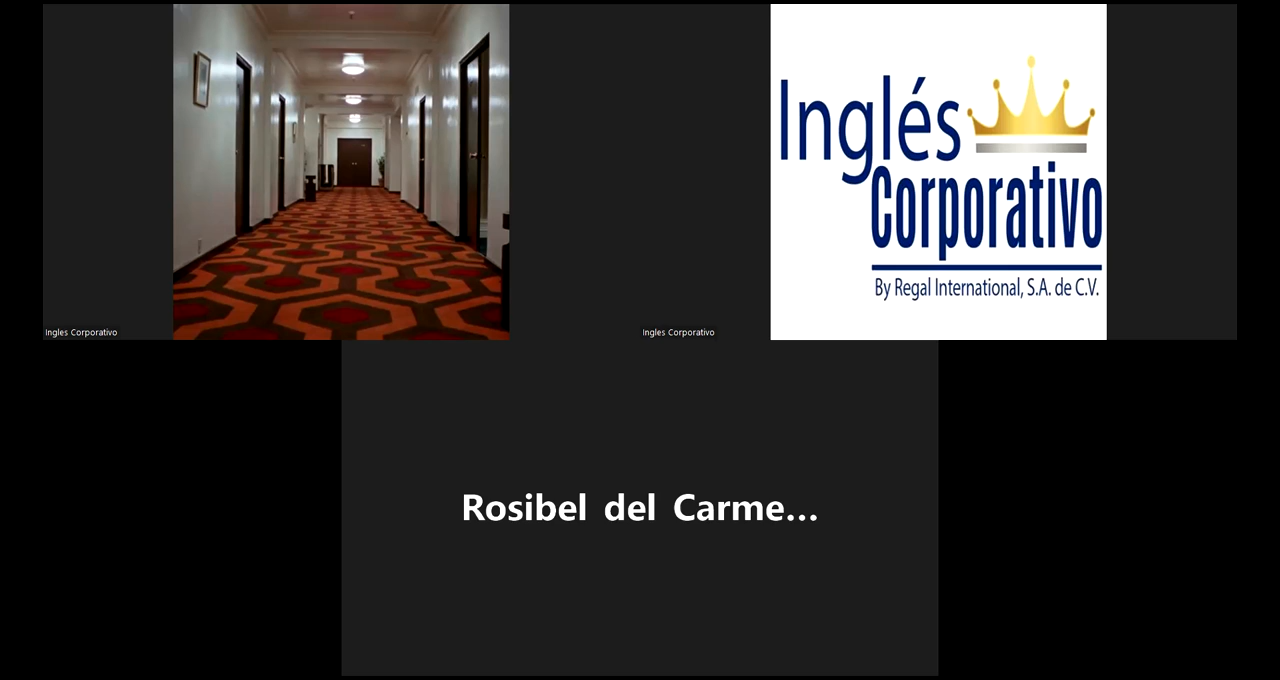 Inglés
Corporativo
By Regal International, S.A. de C.V.
Ingles Corporativo
Ingles Corporativo
Rosibel del Carme...